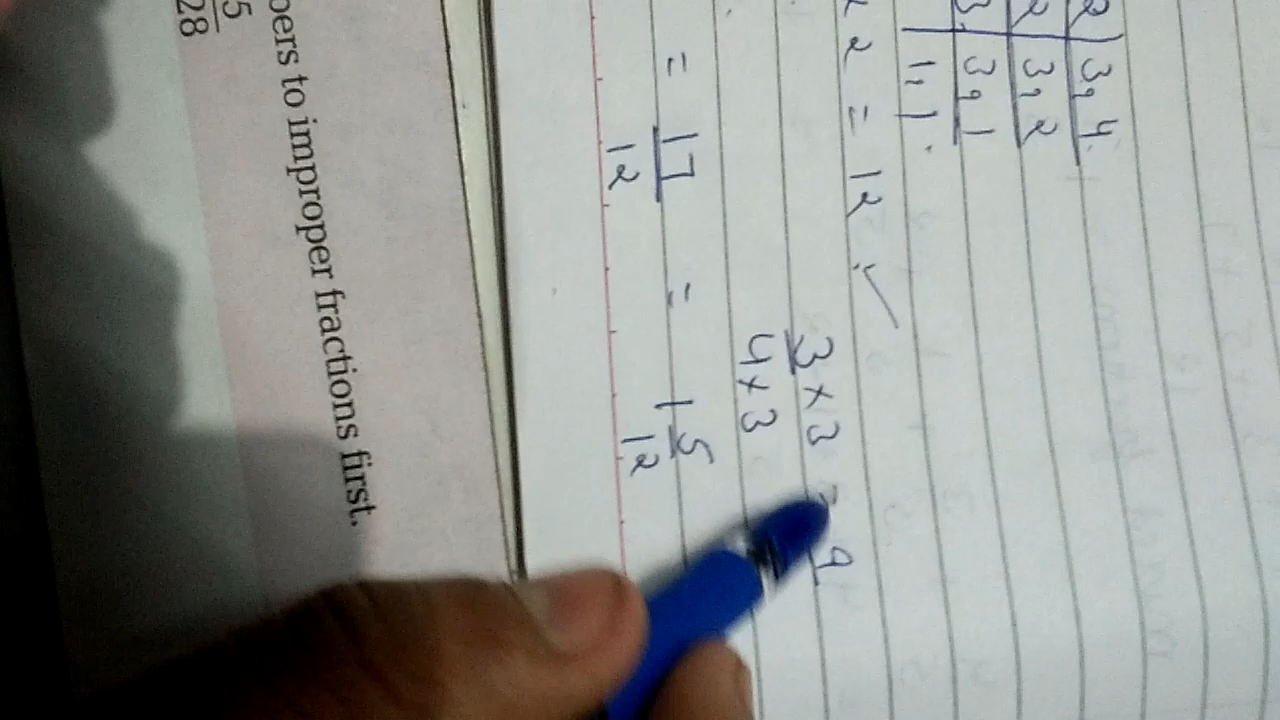 2 | 3, 4
2 | 3, 2
3 | 3, 1
| 1, 1
2 = 12 ✓
3 × 3 = 9
4 × 3
= 17/12 = 1 5/12
bers to improper fractions first.
5
28